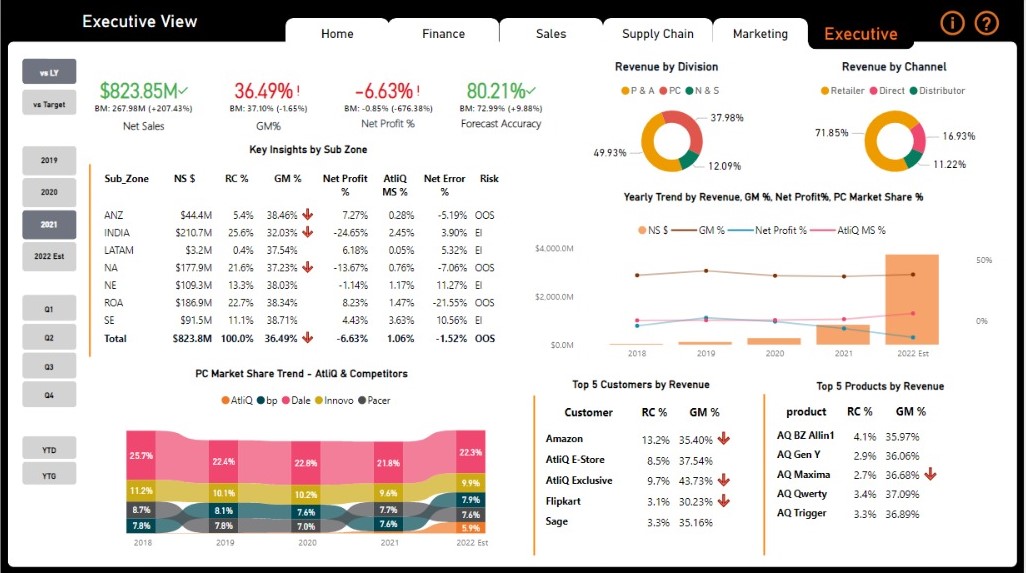 Executive View
Home Finance Sales Supply Chain Marketing Executive
i ?
vs LY
vs Target
2019
2020
2021
2022 Est
Q1
Q2
Q3
Q4
YTD
YTG
$823.85M
BM: 267.98M (+207.43%)
Net Sales
36.49% !
BM: 37.10% (-1.65%)
GM%
-6.63% !
BM: -0.85% (-676.38%)
Net Profit %
80.21%
BM: 72.99% (+9.88%)
Forecast Accuracy
Key Insights by Sub Zone
Sub_Zone NS $ RC % GM % Net Profit % AtliQ MS % Net Error % Risk
ANZ $44.4M 5.4% 38.46% 7.27% 0.28% -5.19% OOS
INDIA $210.7M 25.6% 32.03% -24.65% 2.45% 3.90% EI
LATAM $3.2M 0.4% 37.54% 6.18% 0.05% 5.32% EI
NA $177.9M 21.6% 37.23% -13.67% 0.76% -7.06% OOS
NE $109.3M 13.3% 38.03% -1.14% 1.17% 11.27% EI
ROA $186.9M 22.7% 38.34% 8.23% 1.47% -21.55% OOS
SE $91.5M 11.1% 38.71% 4.43% 3.63% 10.56% EI
Total $823.8M 100.0% 36.49% -6.63% 1.06% -1.52% OOS
PC Market Share Trend - AtliQ & Competitors
AtliQ bp Dale Innovo Pacer
25.7% 22.4% 22.8% 21.8% 22.3%
11.2% 10.1% 10.2% 9.6% 9.9%
8.7% 8.1% 7.6% 7.7% 7.9%
7.8% 7.8% 7.0% 7.6% 7.6%
5.9%
2018 2019 2020 2021 2022 Est
Revenue by Division
P & A PC N & S
37.98%
49.93%
12.09%
Revenue by Channel
Retailer Direct Distributor
71.85%
16.93%
11.22%
Yearly Trend by Revenue, GM %, Net Profit%, PC Market Share %
NS $ GM % Net Profit % AtliQ MS %
$4,000.0M
$2,000.0M
$0.0M
50%
0%
2018 2019 2020 2021 2022 Est
Top 5 Customers by Revenue
Customer RC % GM %
Amazon 13.2% 35.40%
AtliQ E-Store 8.5% 37.54%
AtliQ Exclusive 9.7% 43.73%
Flipkart 3.1% 30.23%
Sage 3.3% 35.16%
Top 5 Products by Revenue
product RC % GM %
AQ BZ Allin1 4.1% 35.97%
AQ Gen Y 2.9% 36.06%
AQ Maxima 2.7% 36.68%
AQ Qwerty 3.4% 37.09%
AQ Trigger 3.3% 36.89%